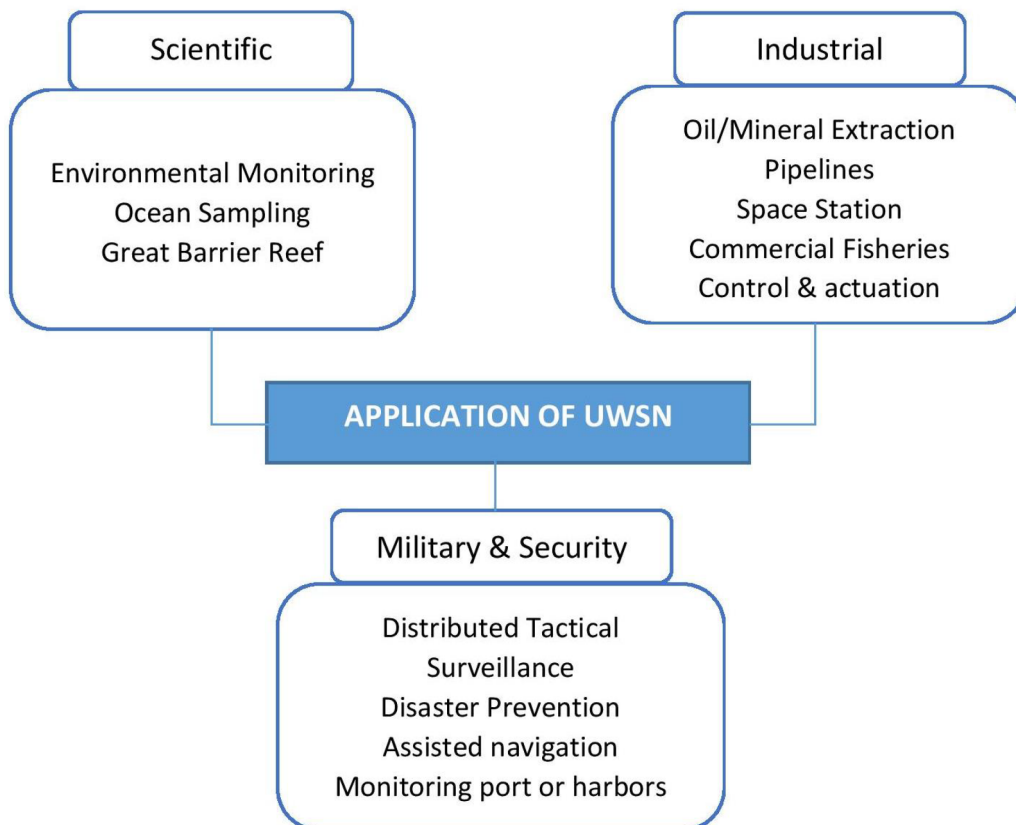 Scientific
Environmental Monitoring
Ocean Sampling
Great Barrier Reef
Industrial
Oil/Mineral Extraction
Pipelines
Space Station
Commercial Fisheries
Control & actuation
APPLICATION OF UWSN
Military & Security
Distributed Tactical
Surveillance
Disaster Prevention
Assisted navigation
Monitoring port or harbors